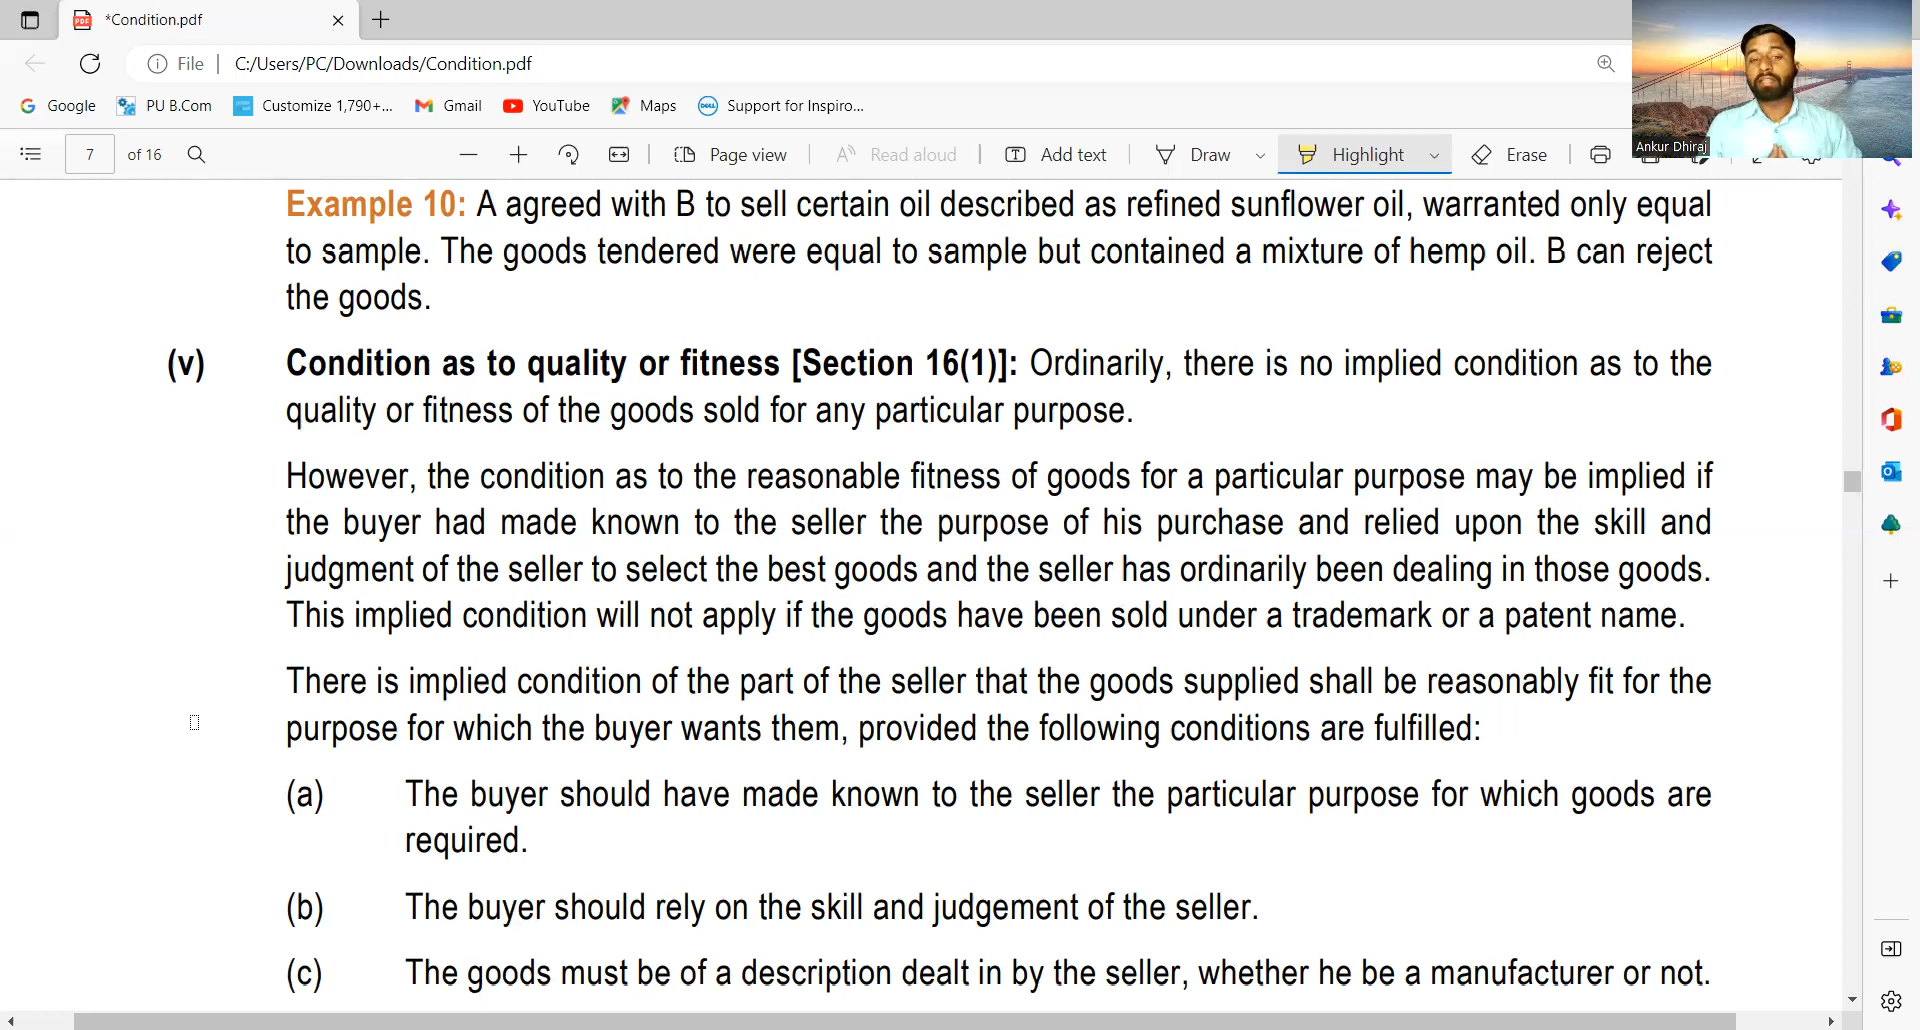 *Condition.pdf
File
C:/Users/PC/Downloads/Condition.pdf
Google
PU B.Com
Customize 1,790+...
Gmail
YouTube
Maps
Support for Inspiro...
7 of 16
Page view
Read aloud
Add text
Draw
Highlight
Erase
Ankur Dhiraj
Example 10: A agreed with B to sell certain oil described as refined sunflower oil, warranted only equal
to sample. The goods tendered were equal to sample but contained a mixture of hemp oil. B can reject
the goods.
(v) Condition as to quality or fitness [Section 16(1)]: Ordinarily, there is no implied condition as to the
quality or fitness of the goods sold for any particular purpose.
However, the condition as to the reasonable fitness of goods for a particular purpose may be implied if
the buyer had made known to the seller the purpose of his purchase and relied upon the skill and
judgment of the seller to select the best goods and the seller has ordinarily been dealing in those goods.
This implied condition will not apply if the goods have been sold under a trademark or a patent name.
There is implied condition of the part of the seller that the goods supplied shall be reasonably fit for the
purpose for which the buyer wants them, provided the following conditions are fulfilled:
(a) The buyer should have made known to the seller the particular purpose for which goods are
required.
(b) The buyer should rely on the skill and judgement of the seller.
(c) The goods must be of a description dealt in by the seller, whether he be a manufacturer or not.